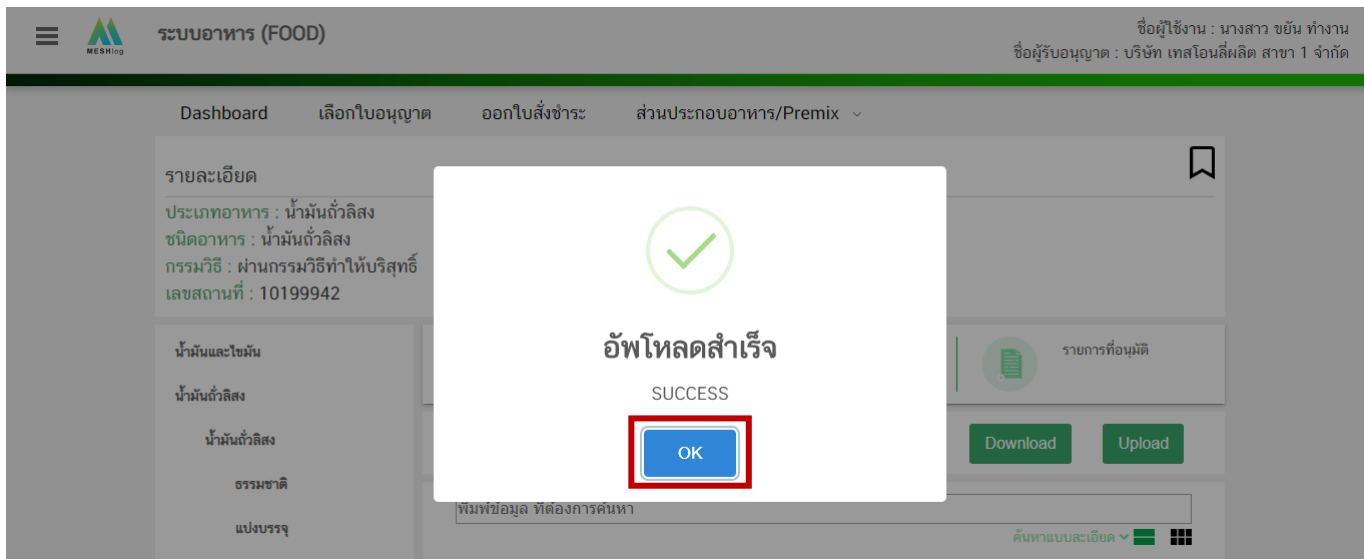 MESHlog
ระบบอาหาร (FOOD)
ชื่อผู้ใช้งาน : นางสาว ขยัน ทำงาน
ชื่อผู้รับอนุญาต : บริษัท เทสโอนลี่ผลิต สาขา 1 จำกัด
Dashboard เลือกใบอนุญาต ออกใบสั่งชำระ ส่วนประกอบอาหาร/Premix
รายละเอียด
ประเภทอาหาร : น้ำมันถั่วลิสง
ชนิดอาหาร : น้ำมันถั่วลิสง
กรรมวิธี : ผ่านกรรมวิธีทำให้บริสุทธิ์
เลขสถานที่ : 10199942
อัพโหลดสำเร็จ
SUCCESS
OK
น้ำมันและไขมัน
น้ำมันถั่วลิสง
น้ำมันถั่วลิสง
ธรรมชาติ
แบ่งบรรจุ
รายการที่อนุมัติ
Download Upload
พิมพ์ข้อมูล ที่ต้องการค้นหา
ค้นหาแบบละเอียด